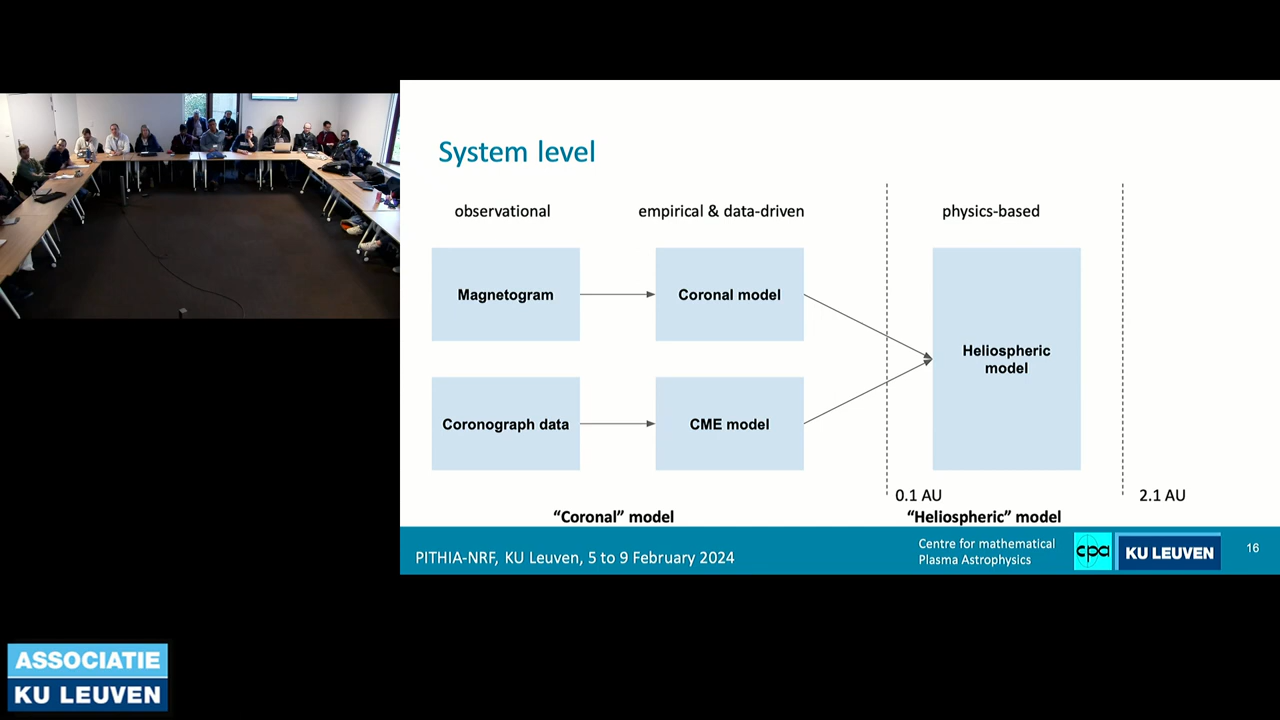 System level
observational
empirical & data-driven
physics-based
Magnetogram
Coronal model
Heliospheric
model
Coronograph data
CME model
0.1 AU
2.1 AU
“Coronal” model
“Heliospheric” model
PITHIA-NRF, KU Leuven, 5 to 9 February 2024
Centre for mathematical
Plasma Astrophysics
cpa
KU LEUVEN
16
ASSOCIATIE
KU LEUVEN